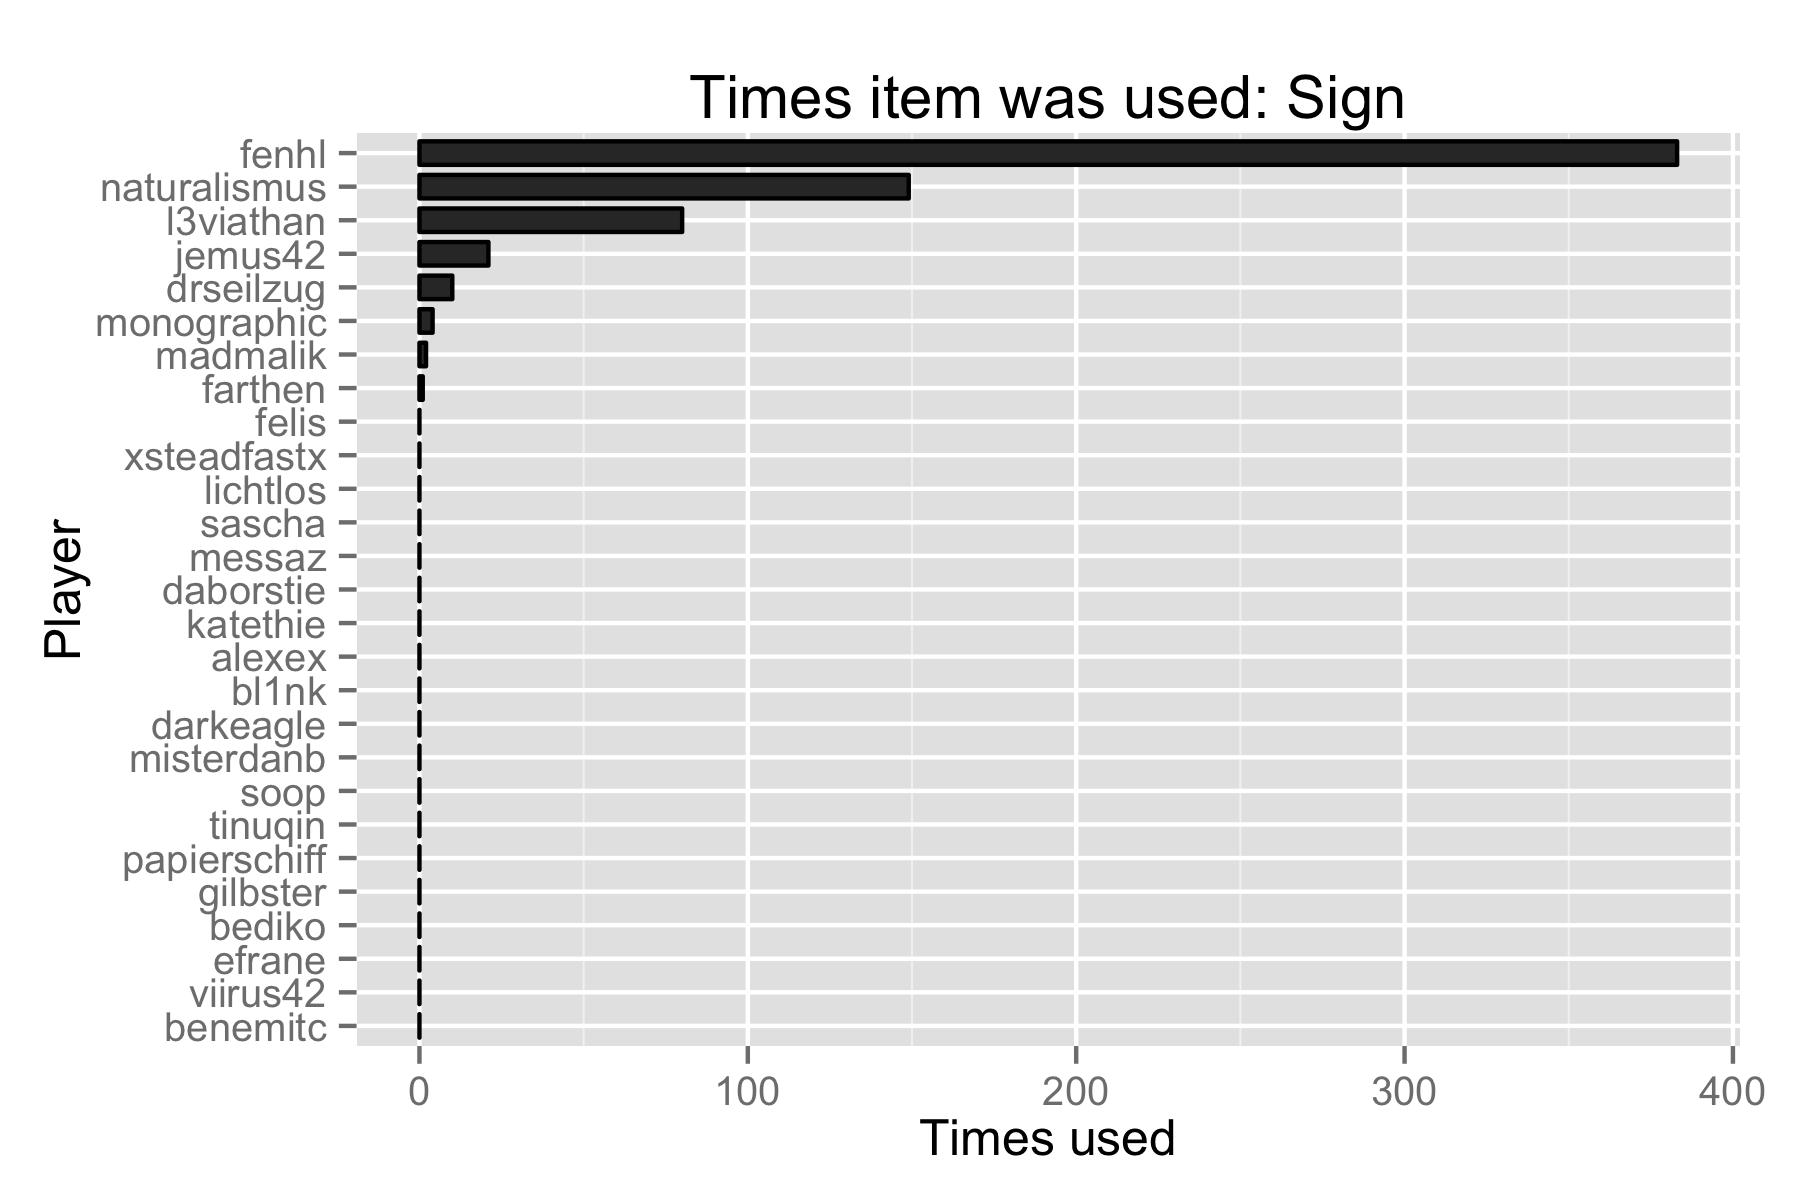 Times item was used: Sign
fenhl
naturalismus
l3viathan
jemus42
drseilzug
monographic
madmalik
farthen
felis
xsteadfastx
lichtlos
sascha
messaz
daborstie
katethie
alexex
bl1nk
darkeagle
misterdanb
soop
tinuqin
papierschiff
gilbster
bediko
efrane
viirus42
benemitc
Player
0 100 200 300 400
Times used